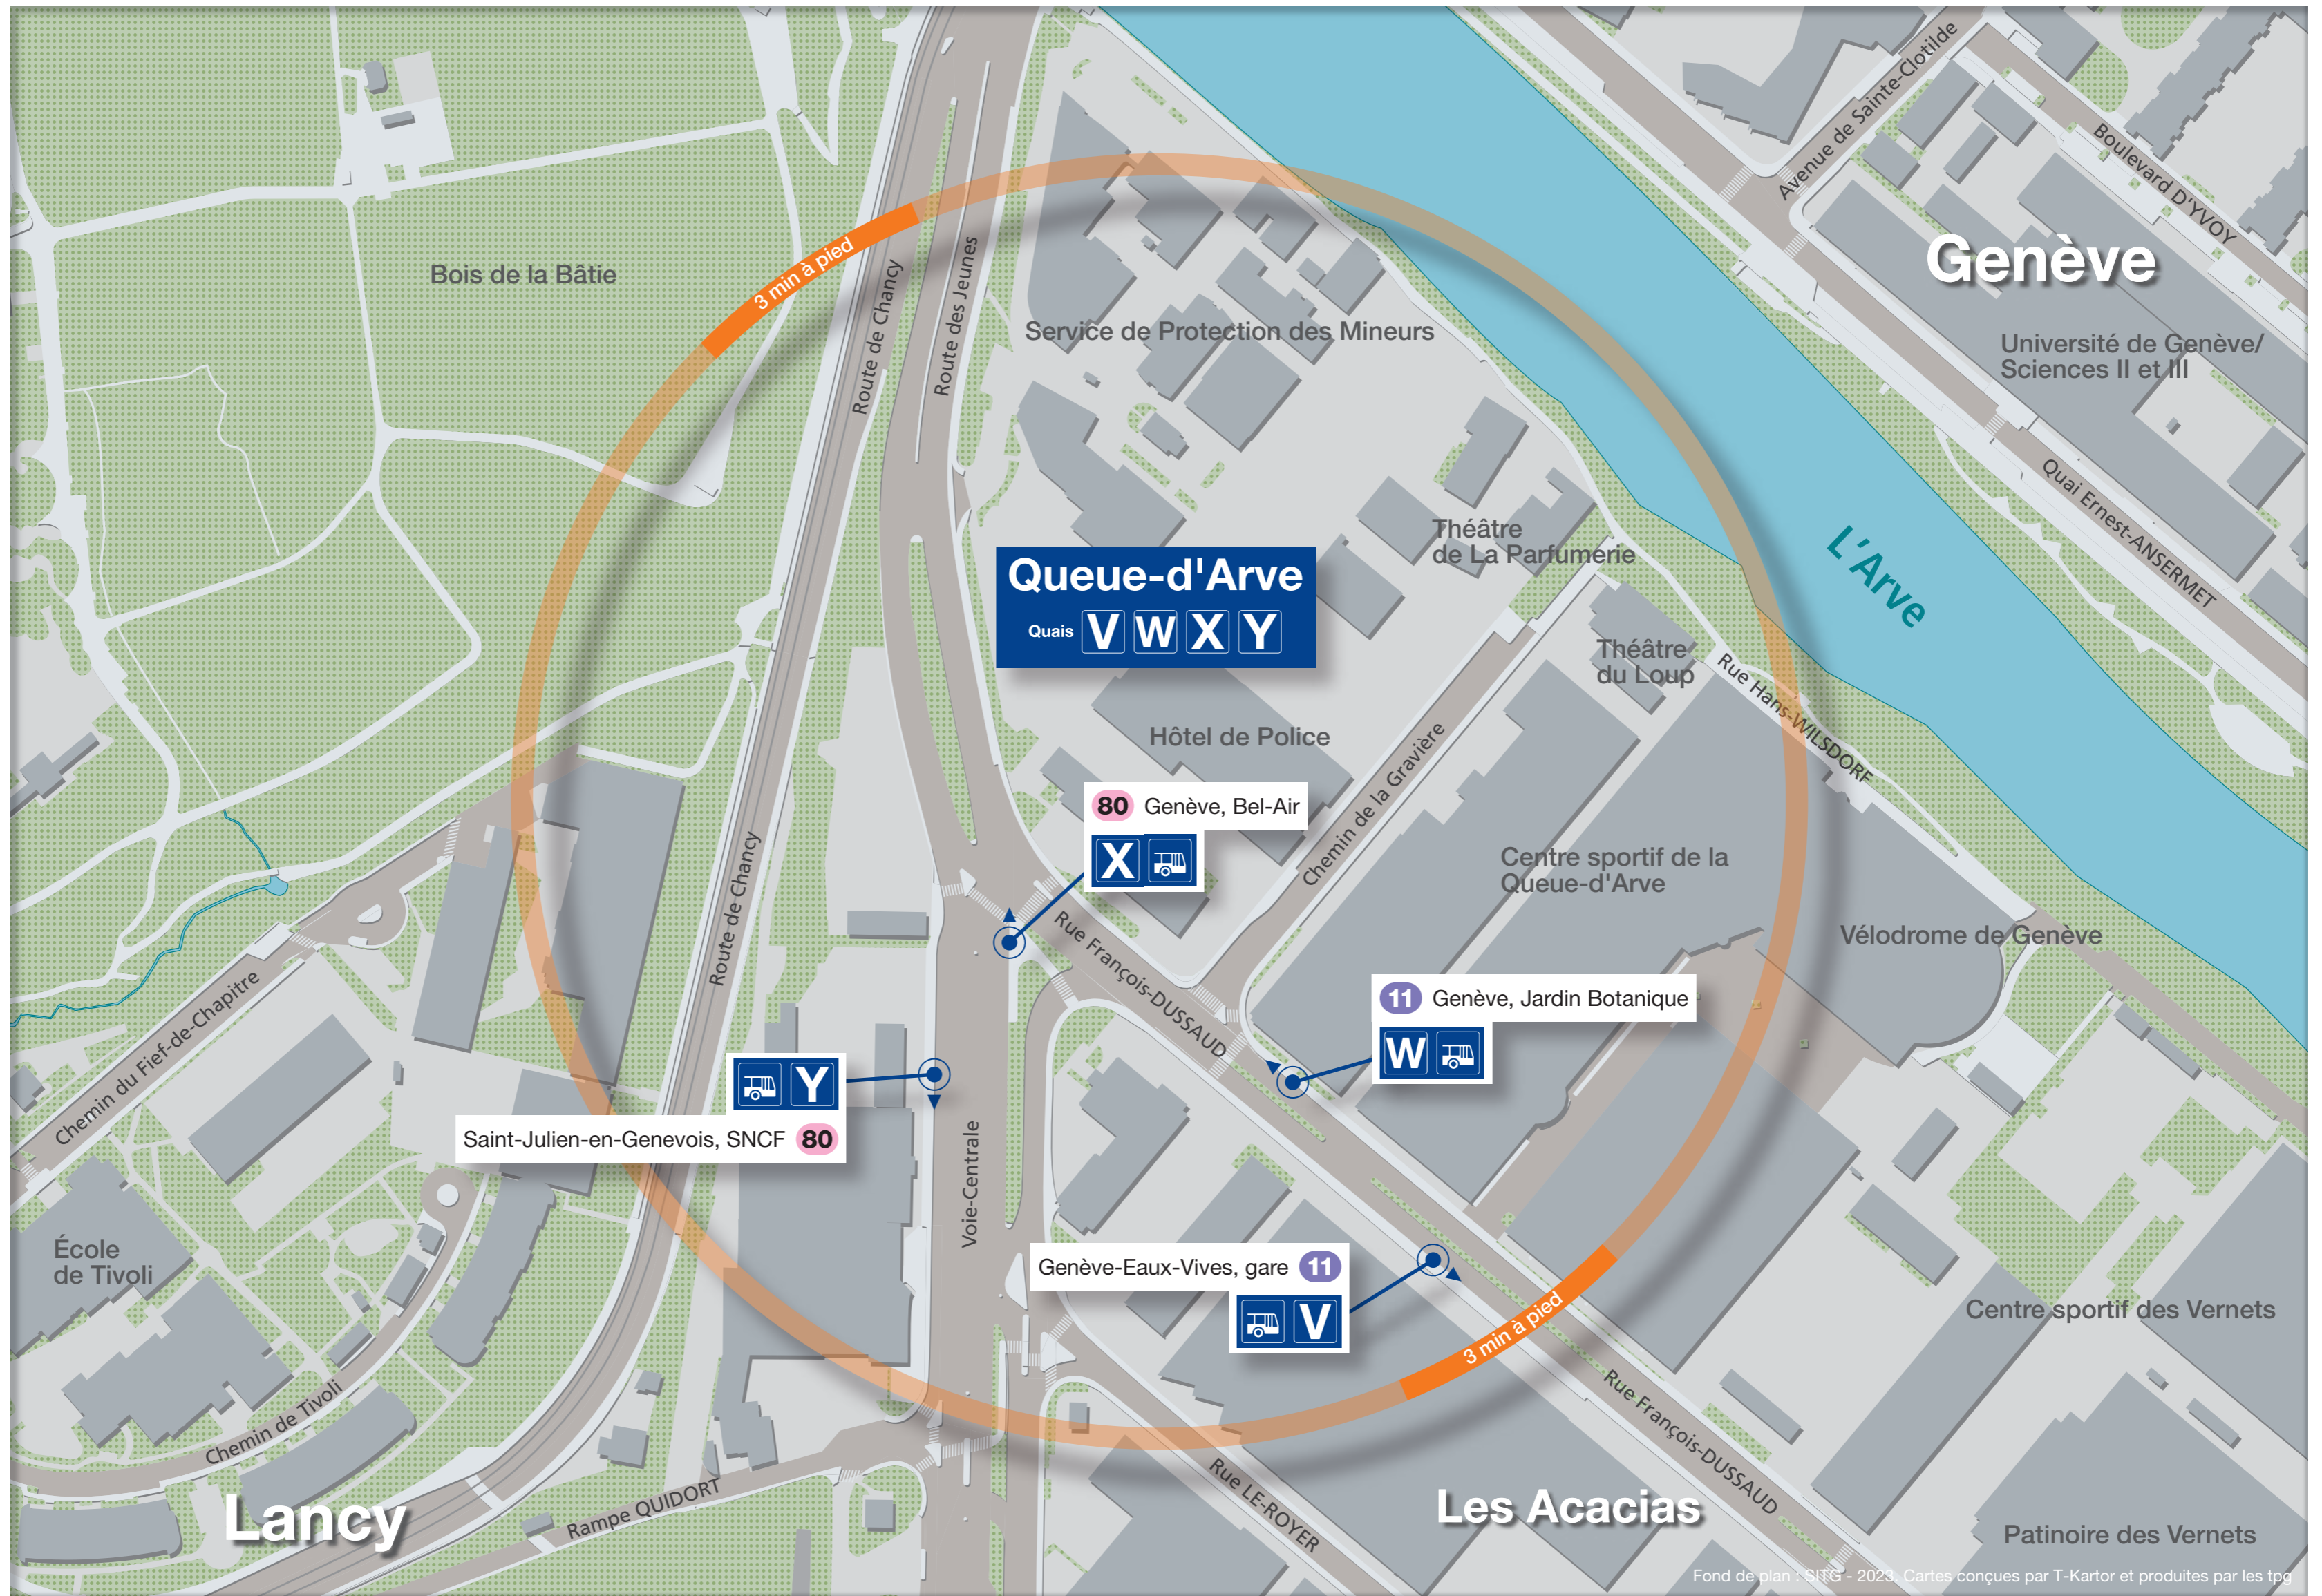 Avenue de Sainte-Clotilde
Boulevard D'YVOY
Genève
3 min à pied
Bois de la Bâtie
Route de Chancy
Route des Jeunes
Service de Protection des Mineurs
Université de Genève/
Sciences II et III
Quai Ernest-ANSERMET
Théâtre
de La Parfumerie
L'Arve
Queue-d'Arve
Quais V W X Y
Théâtre
du Loup
Rue Hans-WILSDORF
Hôtel de Police
Chemin de la Gravière
80 Genève, Bel-Air
X
Centre sportif de la
Queue-d'Arve
Route de Chancy
Rue François-DUSSAUD
Vélodrome de Genève
Chemin du Fief-de-Chapitre
11 Genève, Jardin Botanique
W
Y
Saint-Julien-en-Genevois, SNCF 80
Voie-Centrale
École
de Tivoli
Genève-Eaux-Vives, gare 11
V
3 min à pied
Centre sportif des Vernets
Chemin de Tivoli
Rue François-DUSSAUD
Lancy
Rampe QUIDORT
Rue LE-ROYER
Les Acacias
Patinoire des Vernets
Fond de plan : SITG - 2023. Cartes conçues par T-Kartor et produites par les tpg